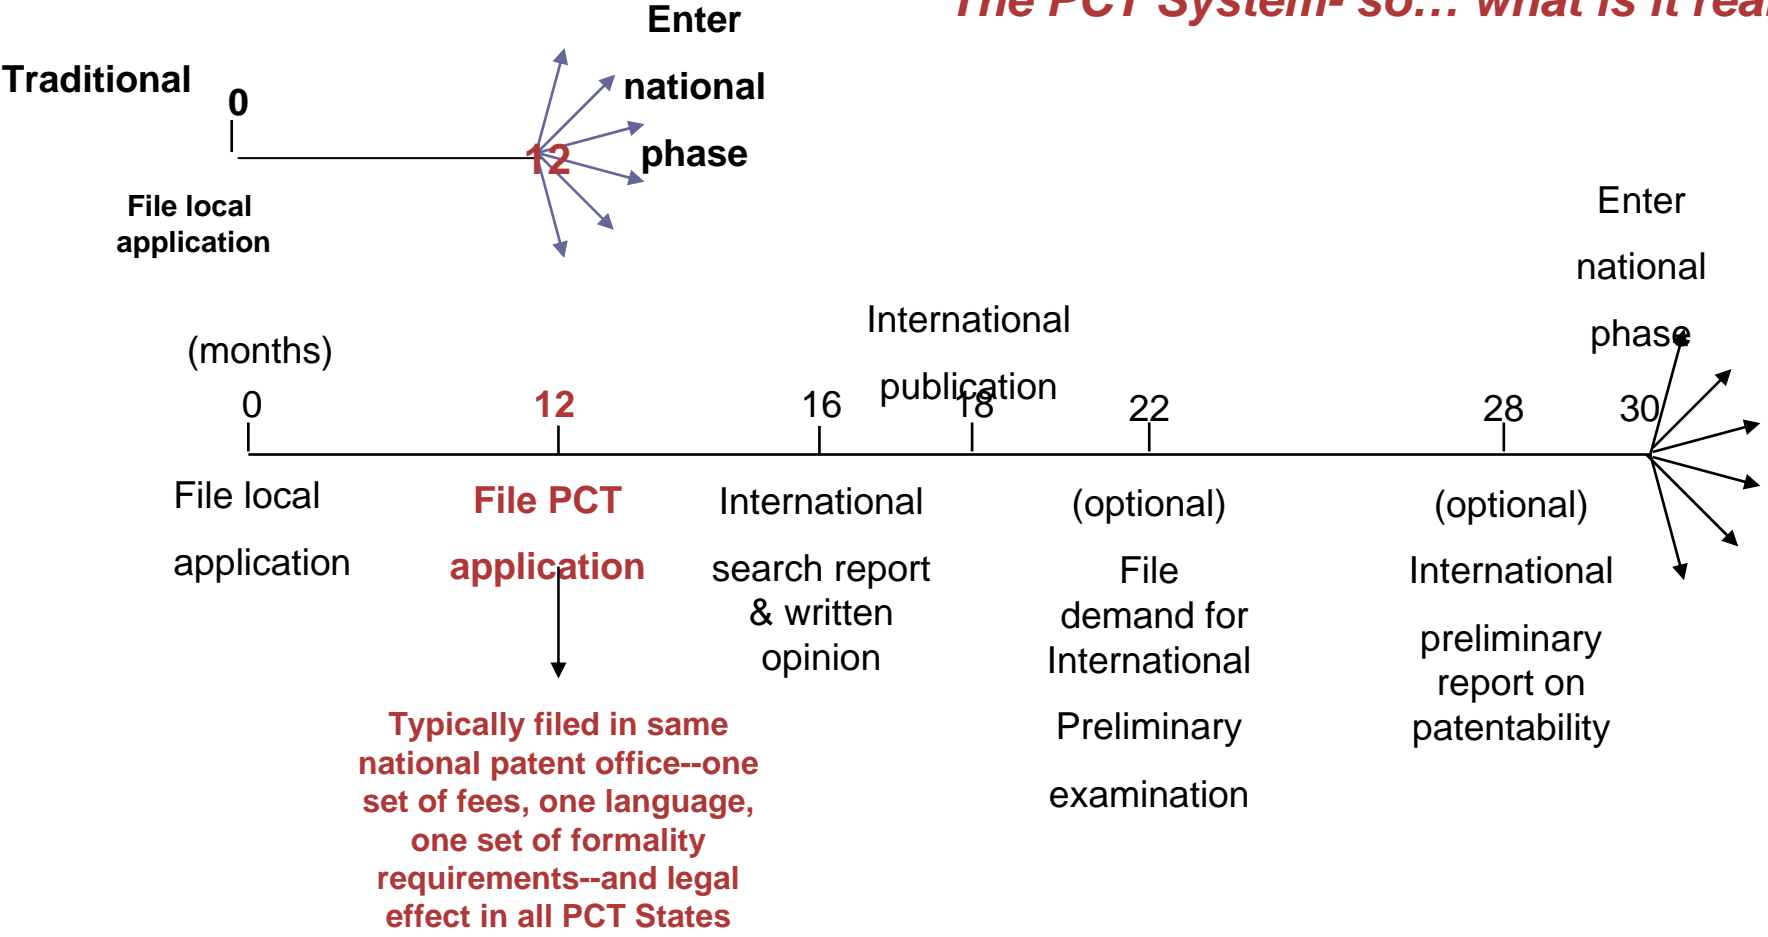 The PCT System- so… what is it
Traditional
0
12
Enter
national
phase
File local
application
(months)
0
12
16
International
publication
18
22
28
30
Enter
national
phase
File local
application
File PCT
application
International
search report
& written
opinion
(optional)
File
demand for
International
Preliminary
examination
(optional)
International
preliminary
report on
patentability
Typically filed in same
national patent office--one
set of fees, one language,
one set of formality
requirements--and legal
effect in all PCT States